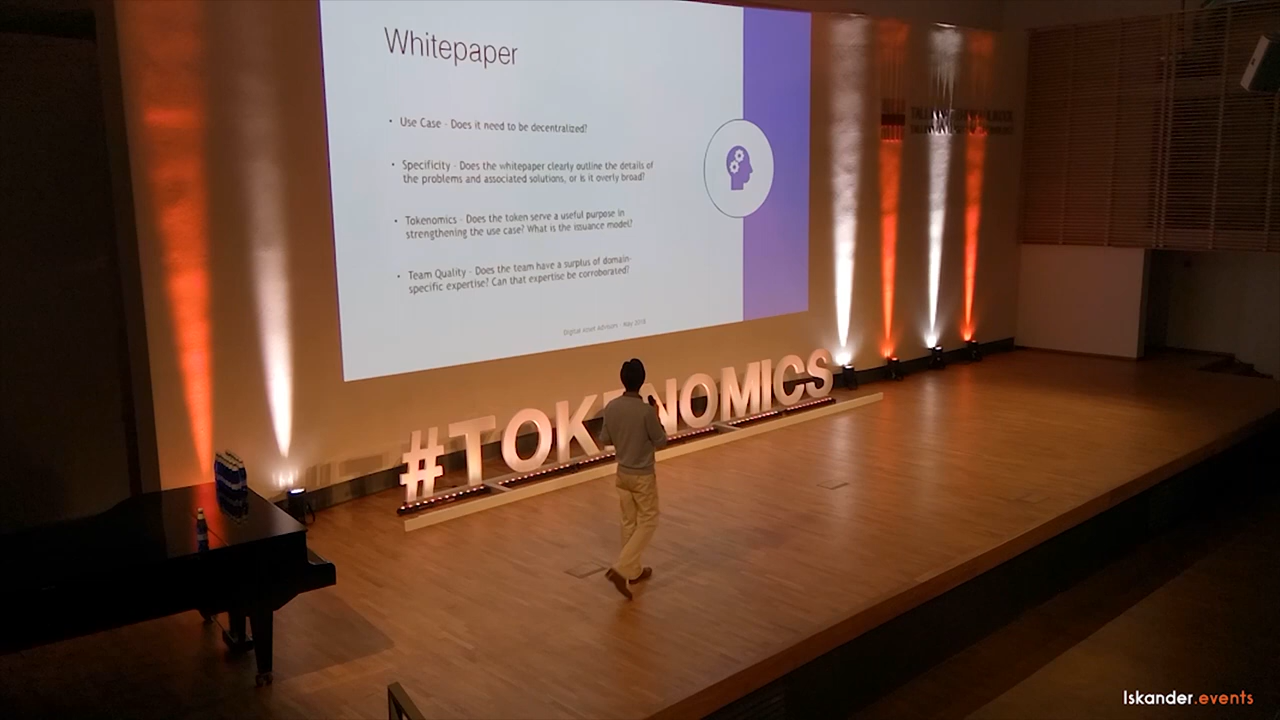 Whitepaper
• Use Case - Does it need to be decentralized?
• Specificity - Does the whitepaper clearly outline the details of
the problems and associated solutions, or is it overly broad?
• Tokenomics - Does the token serve a useful purpose in
strengthening the use case? What is the issuance model?
• Team Quality - Does the team have a surplus of domain-
specific expertise? Can that expertise be corroborated?
Digital Asset Advisors - May 2018
#TOKENOMICS
Iskander.events